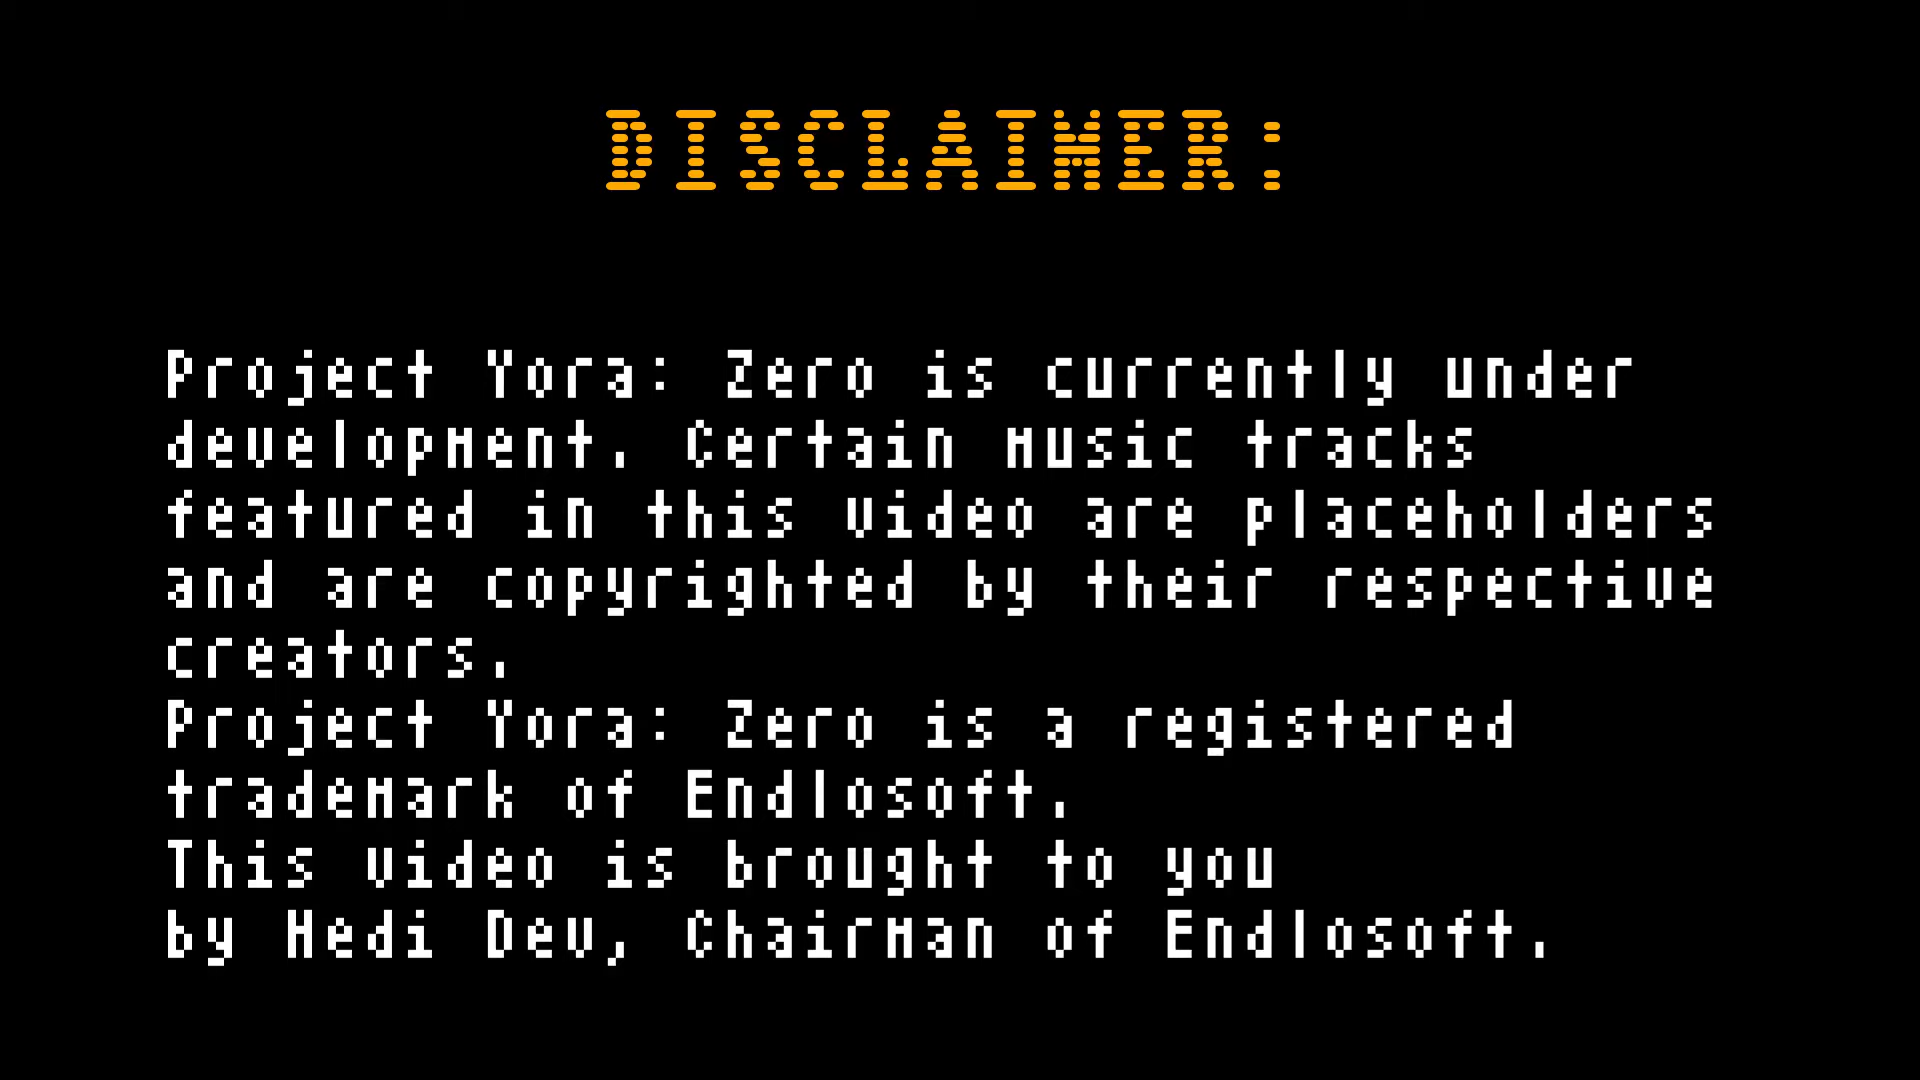 DISCLAIMER:
Project Yora: Zero is currently under
development. Certain music tracks
featured in this video are placeholders
and are copyrighted by their respective
creators.
Project Yora: Zero is a registered
trademark of Endlosoft.
This video is brought to you
by Hedi Dev, Chairman of Endlosoft.